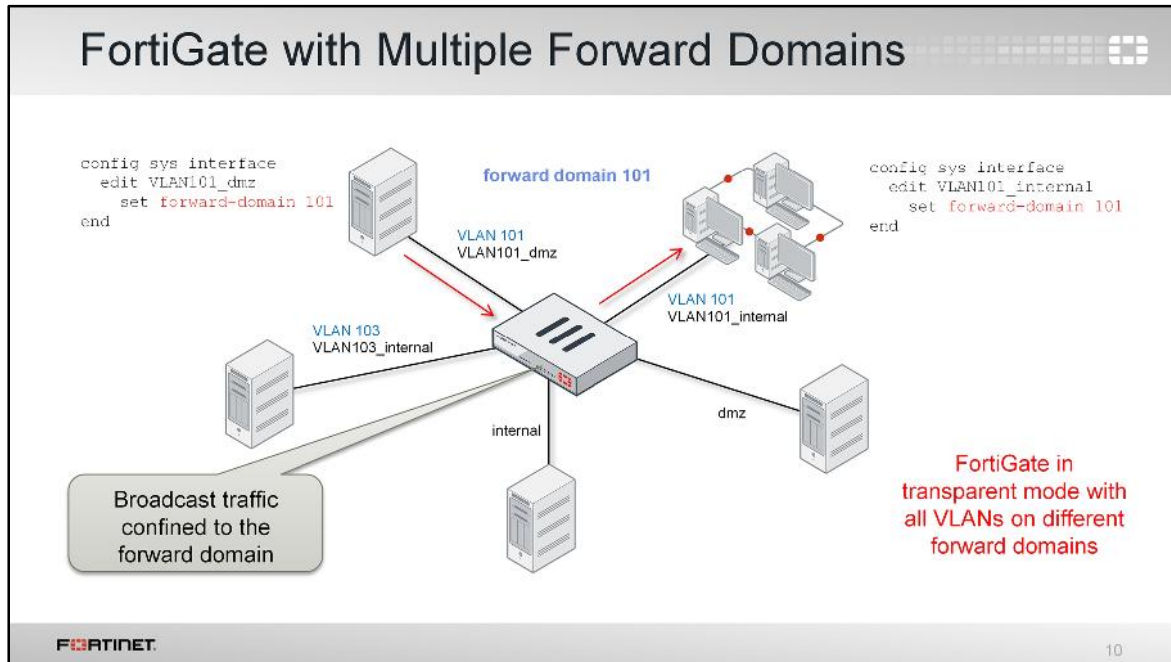 FortiGate with Multiple Forward Domains
config sys interface
edit VLAN101_dmz
set forward-domain 101
end
forward domain 101
config sys interface
edit VLAN101_internal
set forward-domain 101
end
VLAN 101
VLAN101_dmz
VLAN 101
VLAN101_internal
VLAN 103
VLAN103_internal
internal
dmz
Broadcast traffic
confined to the
forward domain
FortiGate in
transparent mode with
all VLANs on different
forward domains
FORTINET.
10